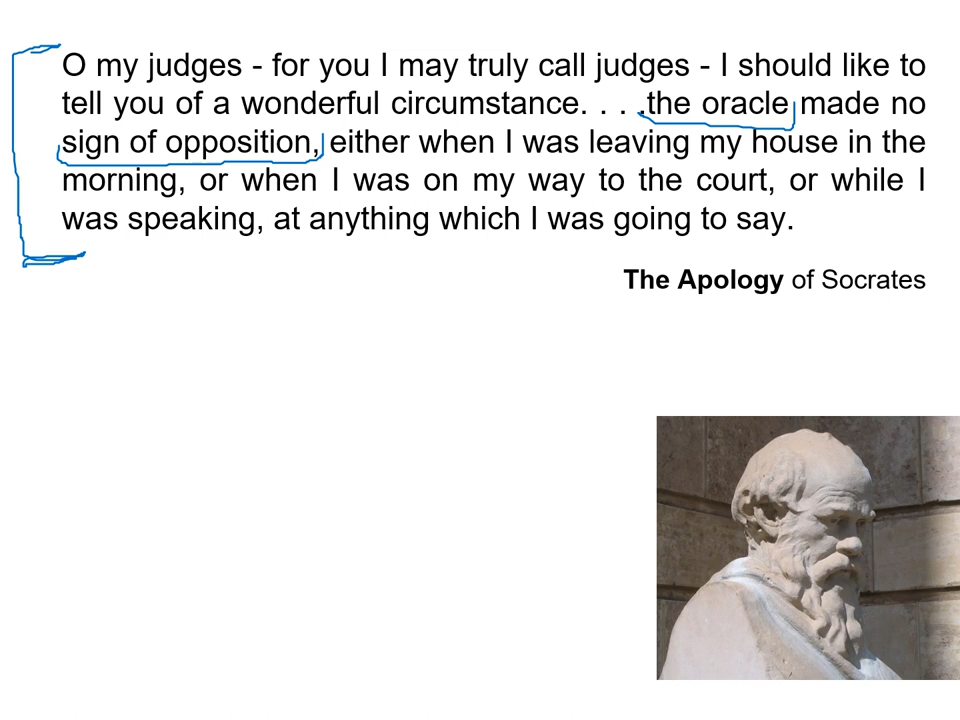 O my judges - for you I may truly call judges - I should like to
tell you of a wonderful circumstance. . . .the oracle made no
sign of opposition, either when I was leaving my house in the
morning, or when I was on my way to the court, or while I
was speaking, at anything which I was going to say.
The Apology of Socrates